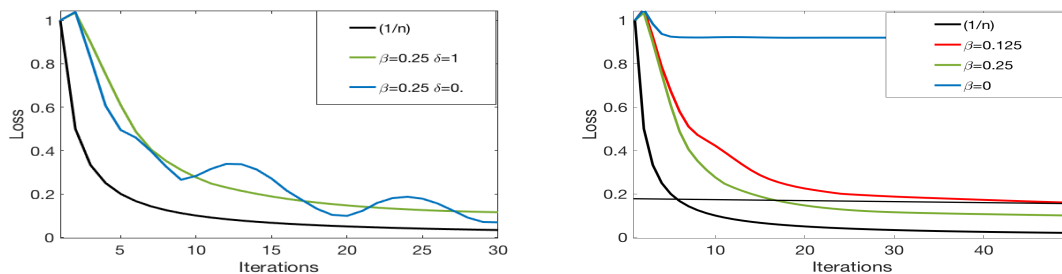 1
0.8
0.6
0.4
0.2
0
Loss
5
10
15
20
25
30
Iterations
(1/n)
β=0.25 δ=1
β=0.25 δ=0.
1
0.8
0.6
0.4
0.2
0
Loss
10
20
30
40
Iterations
(1/n)
β=0.125
β=0.25
β=0